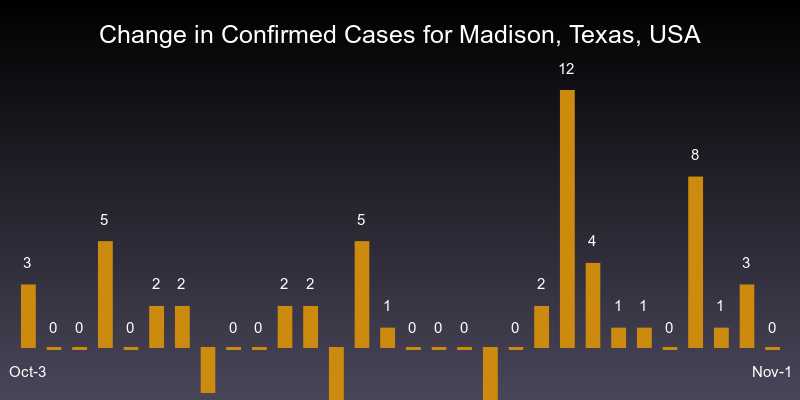 Change in Confirmed Cases for Madison, Texas, USA
12
8
5 5
4
3 3
2 2 2 2 2
1 1 1 1
0 0 0 0 0 0 0 0 0 0 0
Oct-3 Nov-1